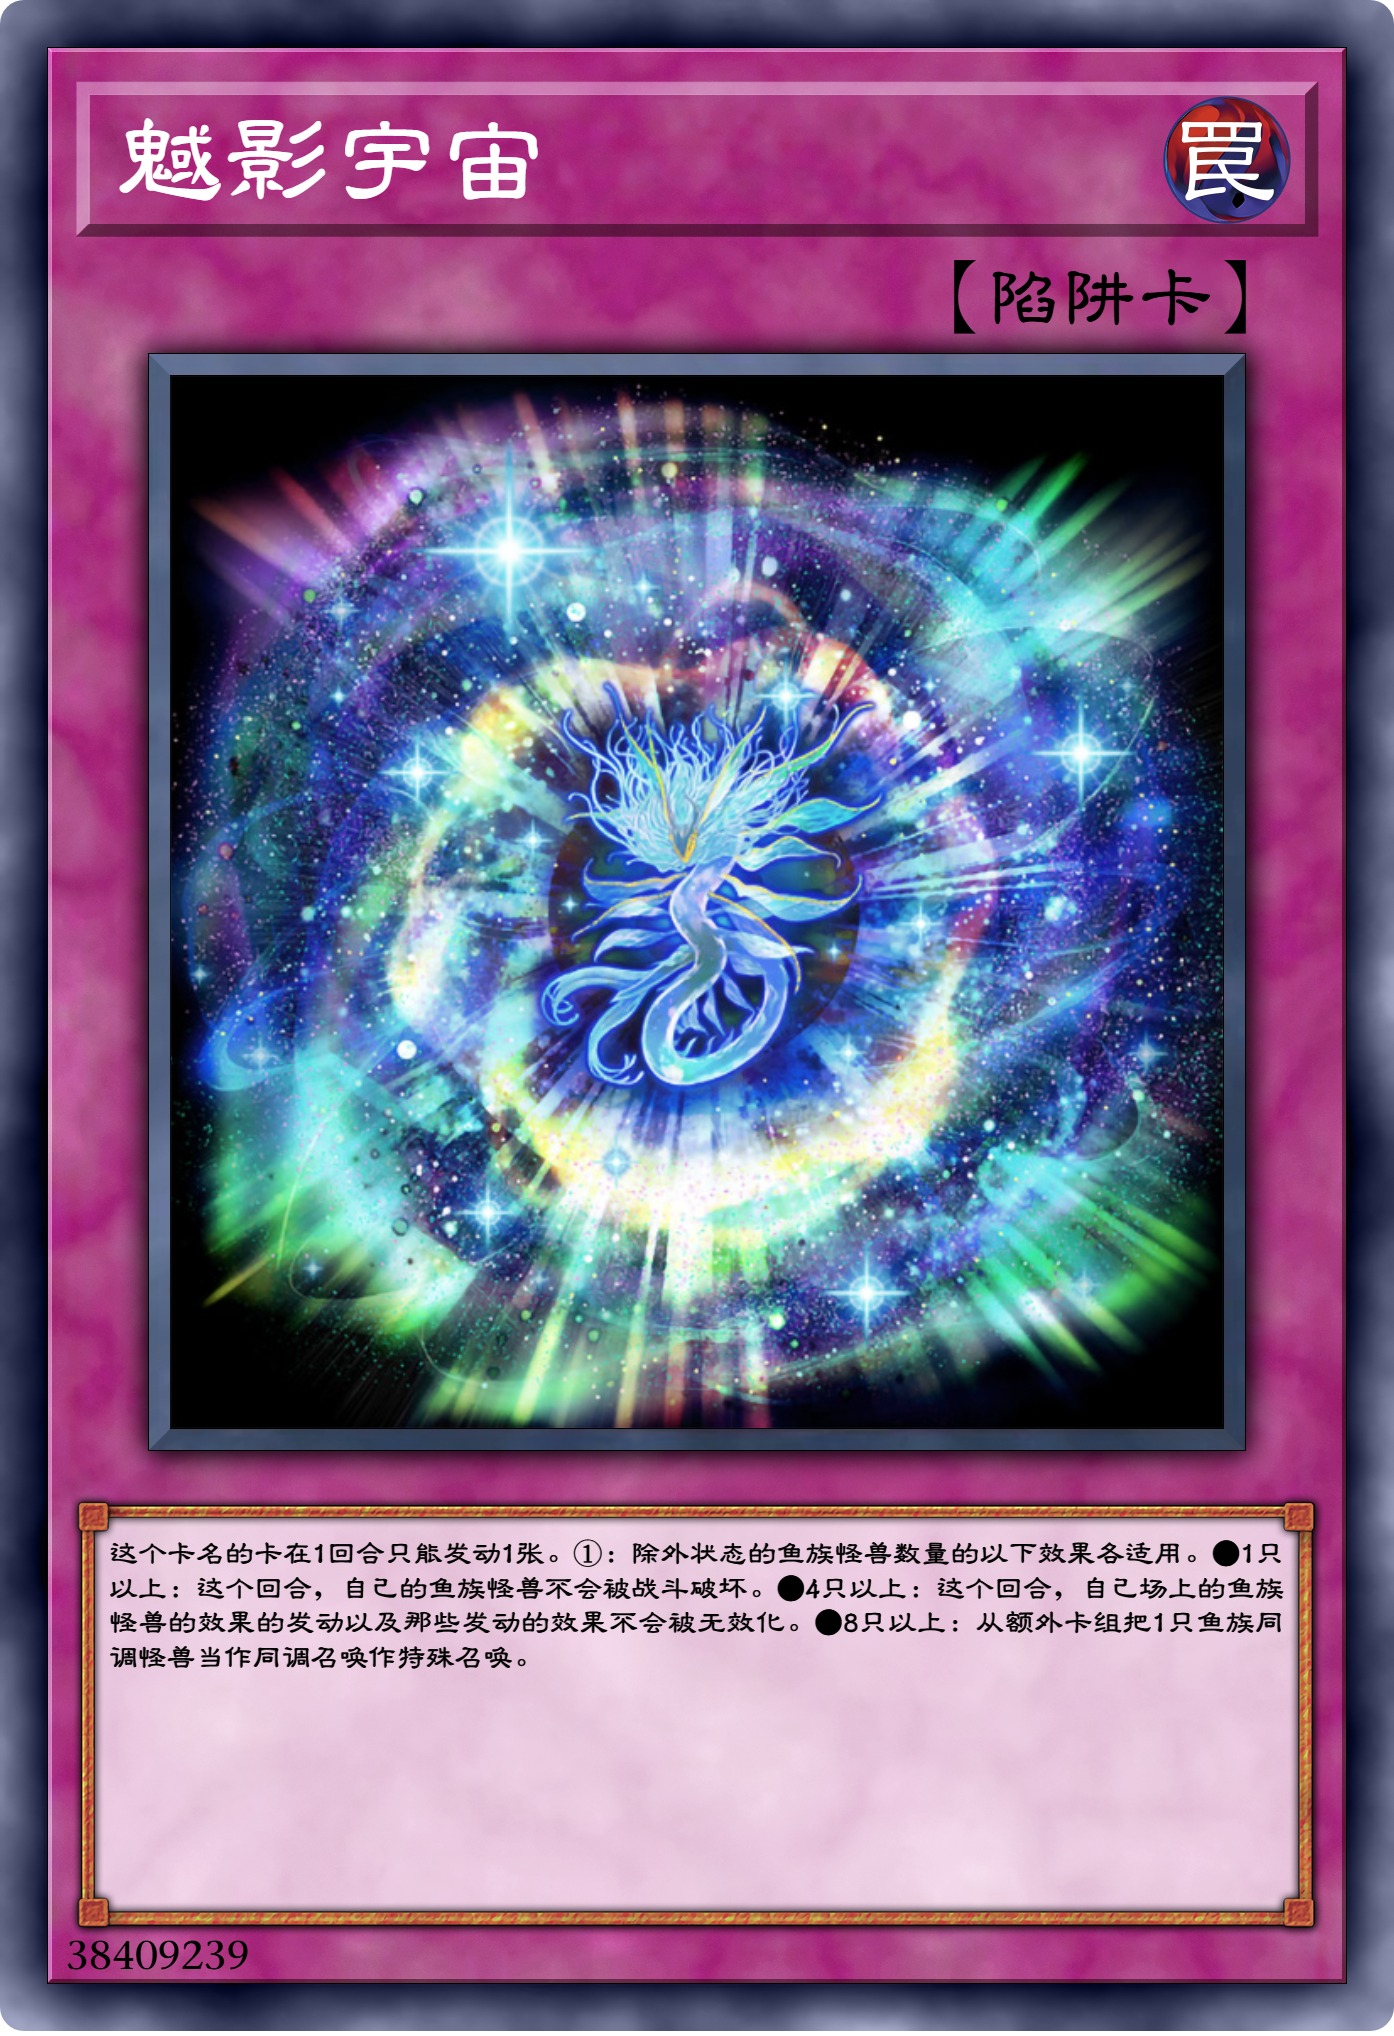 魊影宇宙
罠
【陷阱卡】
这个卡名的卡在1回合只能发动1张。①：除外状态的鱼族怪兽数量的以下效果各适用。●1只
以上：这个回合，自己的鱼族怪兽不会被战斗破坏。●4只以上：这个回合，自己场上的鱼族
怪兽的效果的发动以及那些发动的效果不会被无效化。●8只以上：从额外卡组把1只鱼族同
调怪兽当作同调召唤作特殊召唤。
38409239